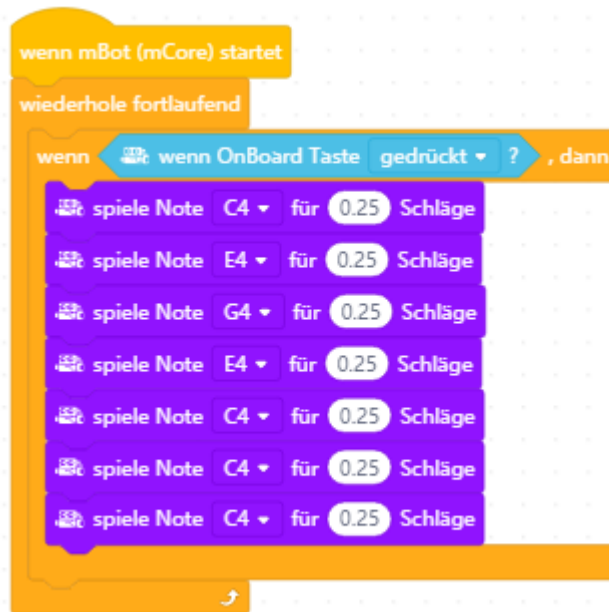 wenn mBot (mCore) startet
wiederhole fortlaufend
wenn wenn OnBoard Taste gedrückt ? , dann
spiele Note C4 für 0.25 Schläge
spiele Note E4 für 0.25 Schläge
spiele Note G4 für 0.25 Schläge
spiele Note E4 für 0.25 Schläge
spiele Note C4 für 0.25 Schläge
spiele Note C4 für 0.25 Schläge
spiele Note C4 für 0.25 Schläge